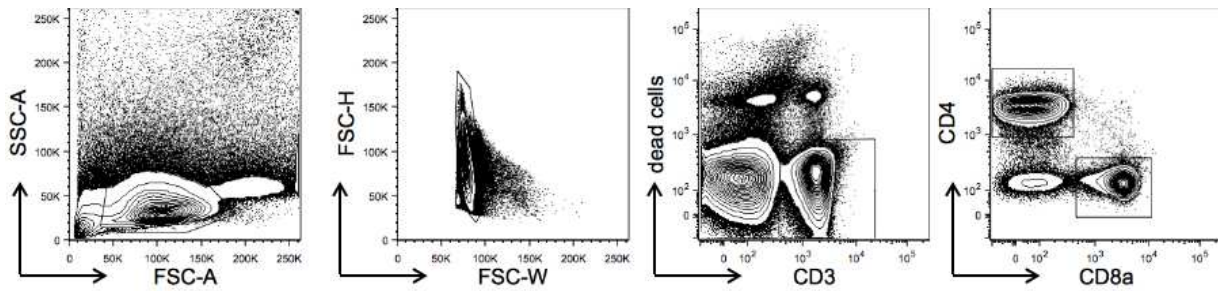 SSC-A
250K
200K
150K
100K
50K
0
0 50K 100K 150K 200K 250K
FSC-A
FSC-H
250K
200K
150K
100K
50K
0
0 50K 100K 150K 200K 250K
FSC-W
dead cells
10⁵
10⁴
10³
10²
0
0 10² 10³ 10⁴ 10⁵
CD3
CD4
10⁵
10⁴
10³
10²
0
0 10² 10³ 10⁴ 10⁵
CD8a